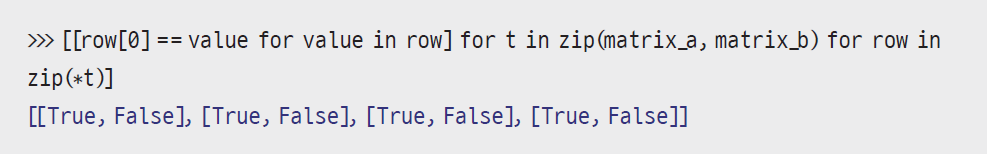 >>> [[row[0] == value for value in row] for t in zip(matrix_a, matrix_b) for row in
zip(*t)]
[[True, False], [True, False], [True, False], [True, False]]